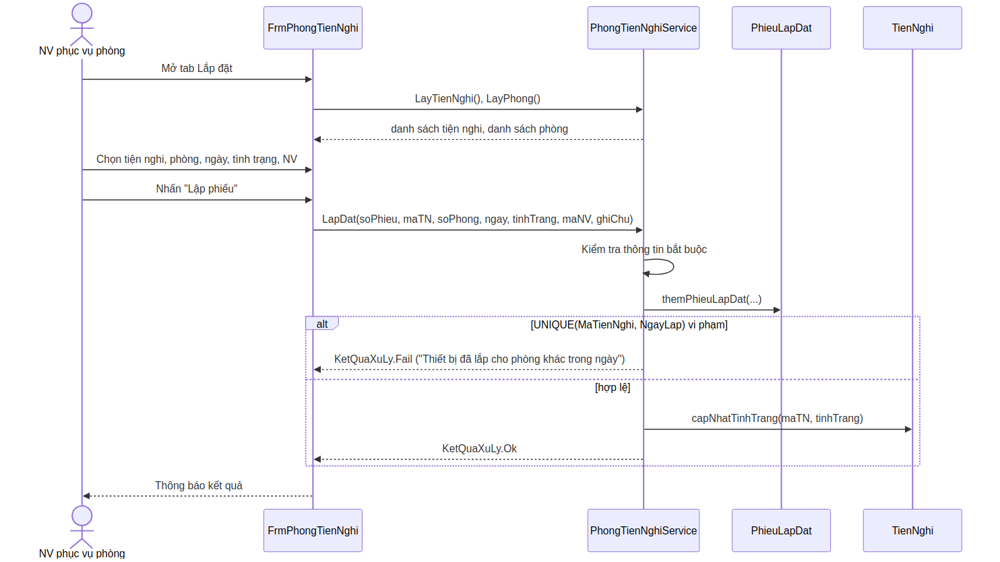 NV phục vụ phòng
FrmPhongTienNghi
PhongTienNghiService
PhieuLapDat
TienNghi
Mở tab Lắp đặt
LayTienNghi(), LayPhong()
danh sách tiện nghi, danh sách phòng
Chọn tiện nghi, phòng, ngày, tình trạng, NV
Nhấn "Lập phiếu"
LapDat(soPhieu, maTN, soPhong, ngay, tinhTrang, maNV, ghiChu)
Kiểm tra thông tin bắt buộc
themPhieuLapDat(...)
alt
[UNIQUE(MaTienNghi, NgayLap) vi phạm]
KetQuaXuLy.Fail ("Thiết bị đã lắp cho phòng khác trong ngày")
[hợp lệ]
capNhatTinhTrang(maTN, tinhTrang)
KetQuaXuLy.Ok
Thông báo kết quả
NV phục vụ phòng
FrmPhongTienNghi
PhongTienNghiService
PhieuLapDat
TienNghi